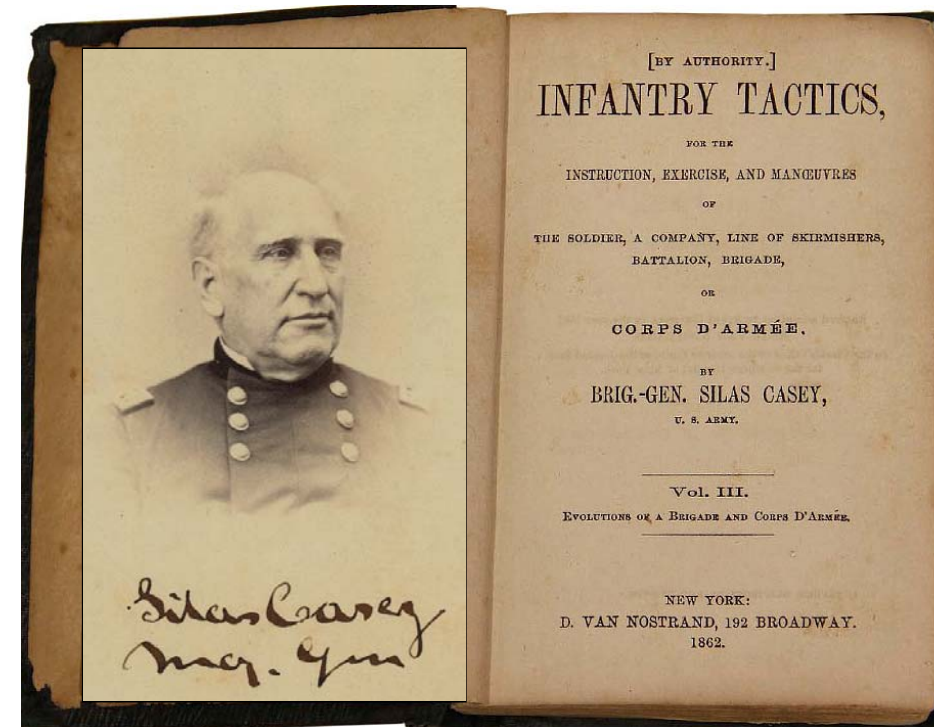 Silas Casey
Maj. Gen
[BY AUTHORITY.]
INFANTRY TACTICS,
FOR THE
INSTRUCTION, EXERCISE, AND MANŒUVRES
OF
THE SOLDIER, A COMPANY, LINE OF SKIRMISHERS,
BATTALION, BRIGADE,
OR
CORPS D'ARMÉE.
BY
BRIG.-GEN. SILAS CASEY,
U. S. ARMY.
Vol. III.
EVOLUTIONS OF A BRIGADE AND CORPS D'ARMÉE.
NEW YORK:
D. VAN NOSTRAND, 192 BROADWAY.
1862.